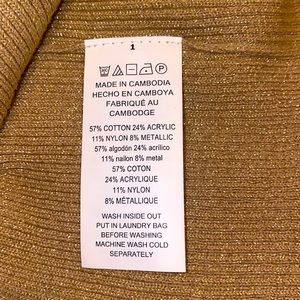 1
MADE IN CAMBODIA
HECHO EN CAMBOYA
FABRIQUÉ AU
CAMBODGE
57% COTTON 24% ACRYLIC
11% NYLON 8% METALLIC
57% algodón 24% acrílico
11% nailon 8% metal
57% COTON
24% ACRYLIQUE
11% NYLON
8% MÉTALLIQUE
WASH INSIDE OUT
PUT IN LAUNDRY BAG
BEFORE WASHING
MACHINE WASH COLD
SEPARATELY